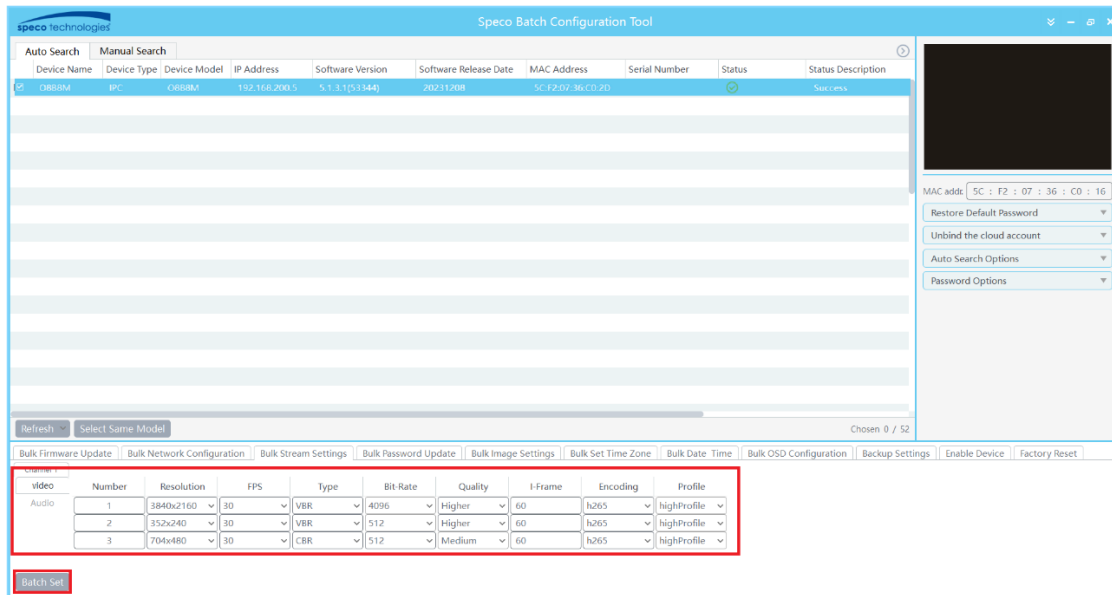 speco technologies
Speco Batch Configuration Tool
Auto Search Manual Search
Device Name Device Type Device Model IP Address Software Version Software Release Date MAC Address Serial Number Status Status Description
O888M IPC O888M 192.168.200.5 5.1.3.1(53344) 20231208 5C:F2:07:36:C0:2D Success
MAC addr. 5C : F2 : 07 : 36 : C0 : 16
Restore Default Password
Unbind the cloud account
Auto Search Options
Password Options
Refresh Select Same Model Chosen 0 / 52
Bulk Firmware Update Bulk Network Configuration Bulk Stream Settings Bulk Password Update Bulk Image Settings Bulk Set Time Zone Bulk Date Time Bulk OSD Configuration Backup Settings Enable Device Factory Reset
Channel 1
video Number Resolution FPS Type Bit-Rate Quality I-Frame Encoding Profile
Audio 1 3840x2160 30 VBR 4096 Higher 60 h265 highProfile
2 352x240 30 VBR 512 Higher 60 h265 highProfile
3 704x480 30 CBR 512 Medium 60 h265 highProfile
Batch Set